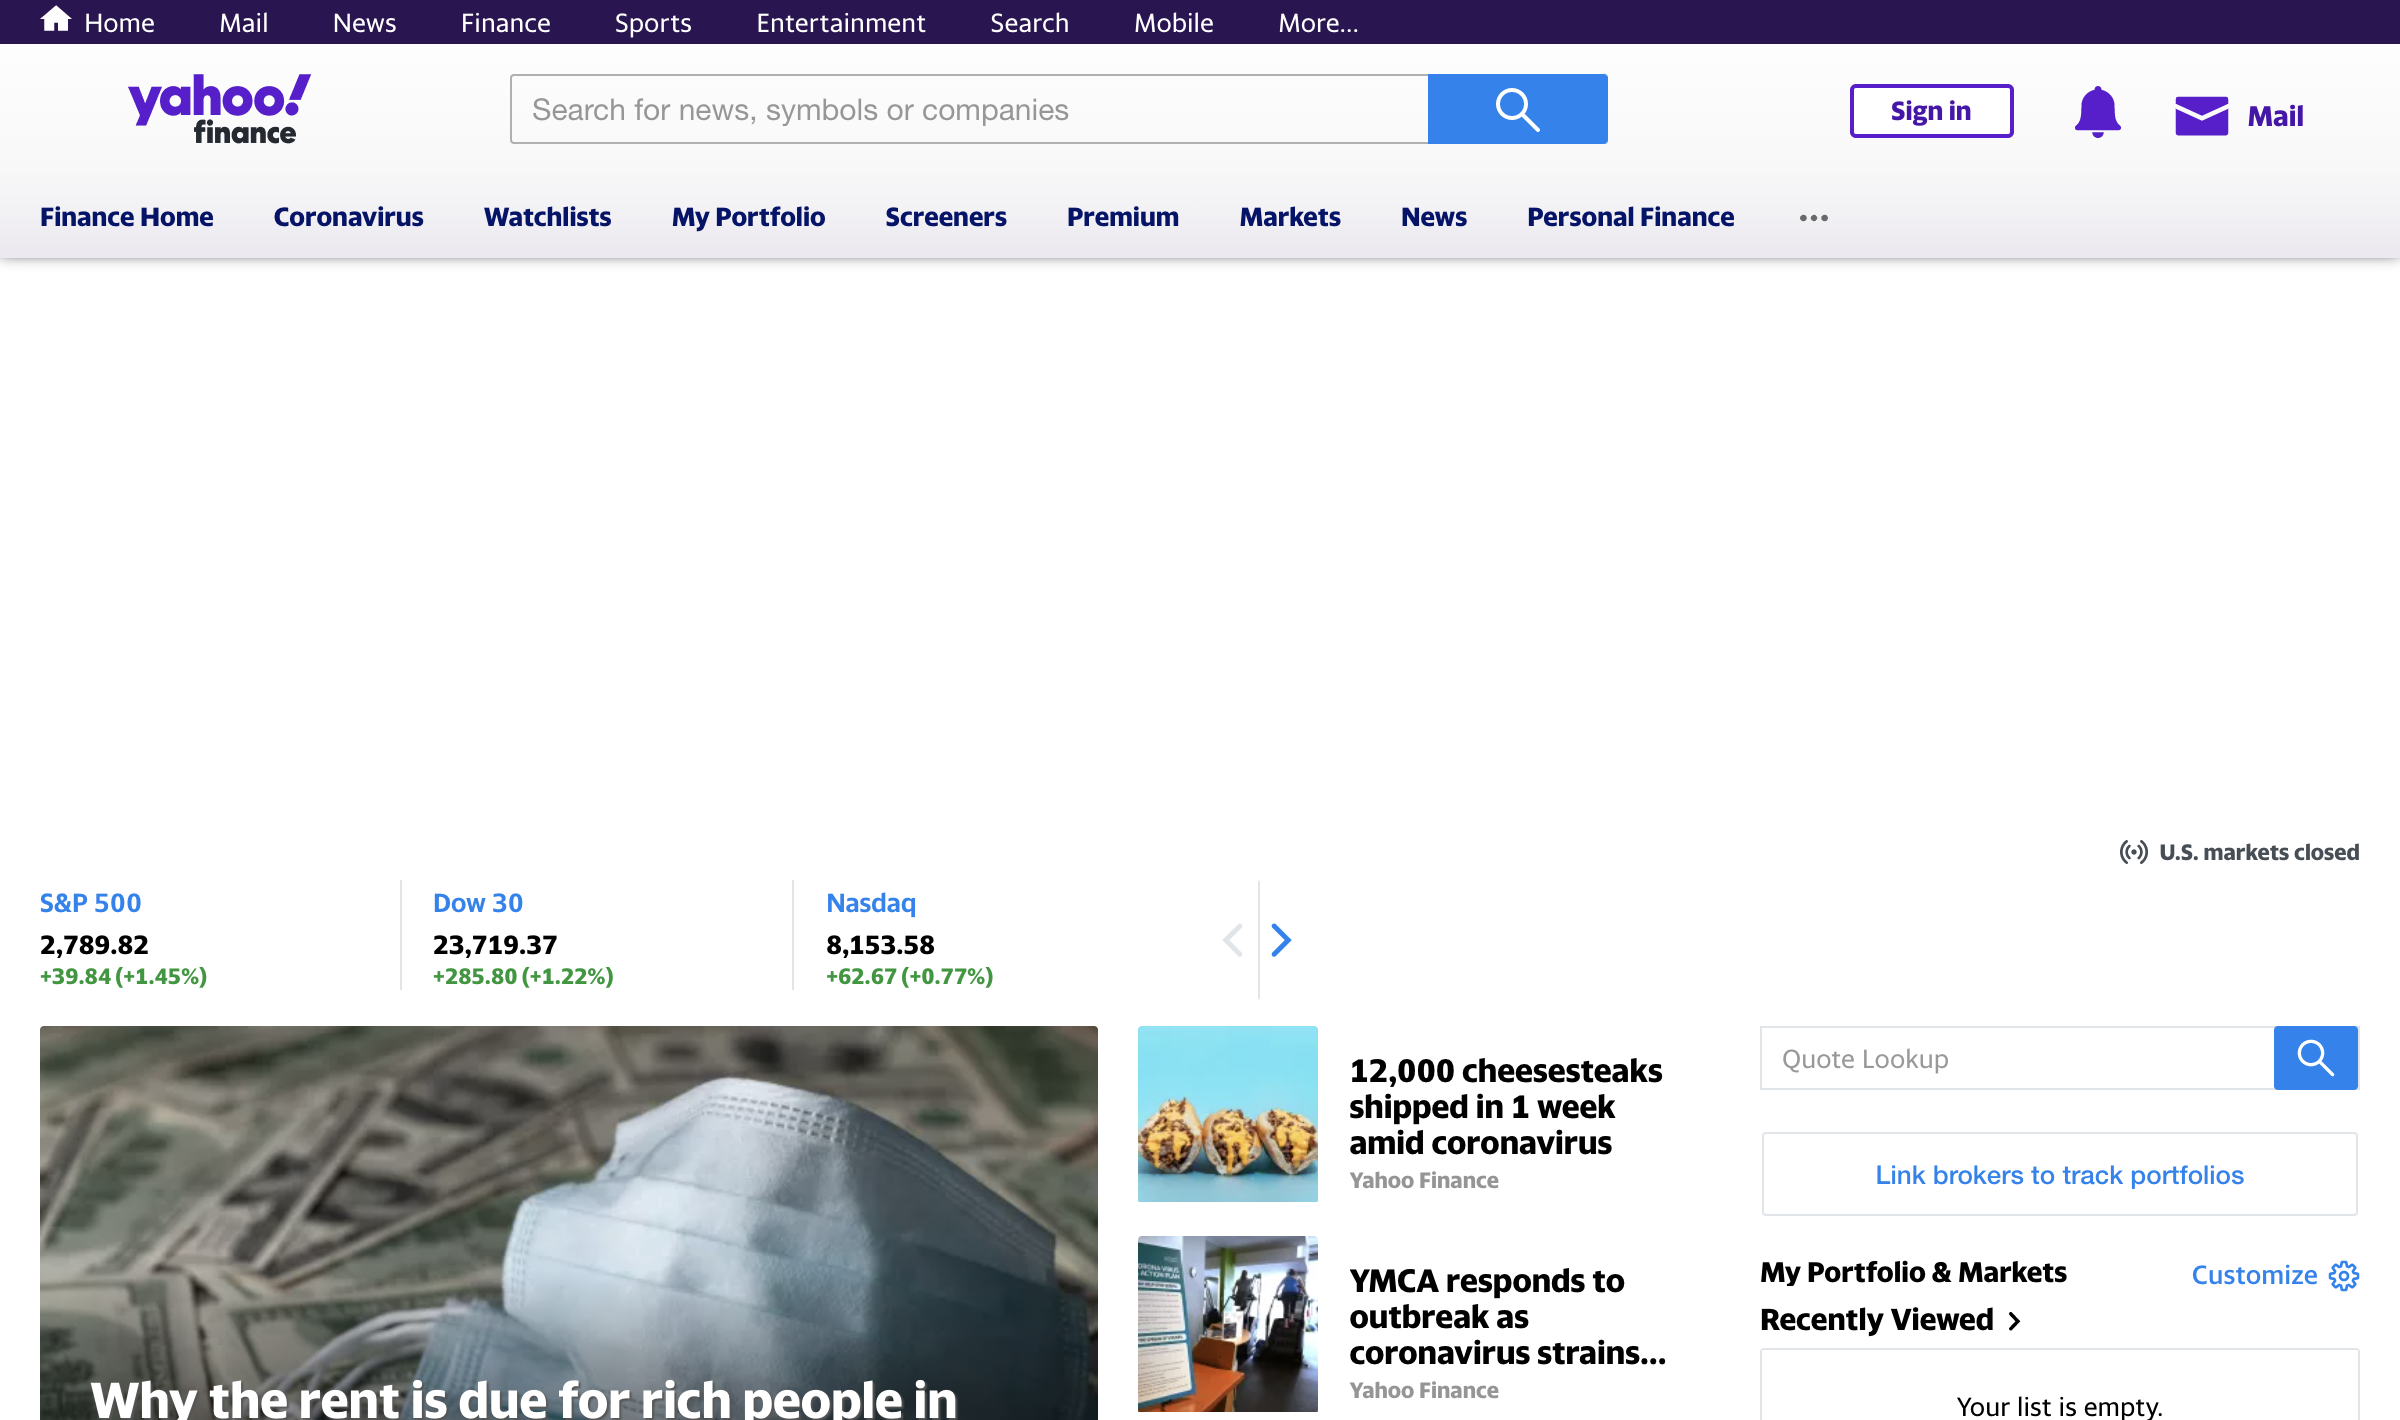 Home Mail News Finance Sports Entertainment Search Mobile More...
yahoo!
finance
Search for news, symbols or companies
Sign in
Mail
Finance Home Coronavirus Watchlists My Portfolio Screeners Premium Markets News Personal Finance
U.S. markets closed
S&P 500
2,789.82
+39.84 (+1.45%)
Dow 30
23,719.37
+285.80 (+1.22%)
Nasdaq
8,153.58
+62.67 (+0.77%)
Why the rent is due for rich people in
12,000 cheesesteaks
shipped in 1 week
amid coronavirus
Yahoo Finance
YMCA responds to
outbreak as
coronavirus strains...
Yahoo Finance
Quote Lookup
Link brokers to track portfolios
My Portfolio & Markets
Customize
Recently Viewed
Your list is empty.